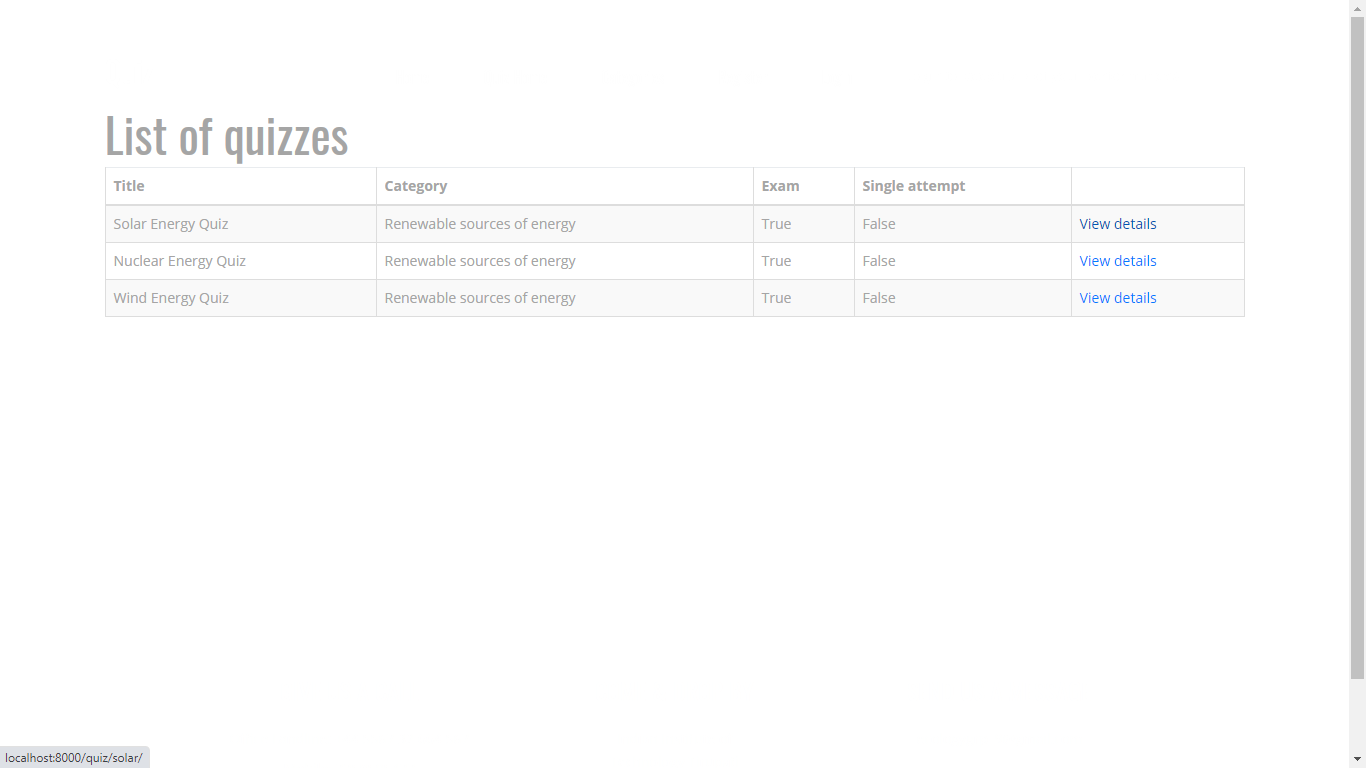 List of quizzes
Title Category Exam Single attempt
Solar Energy Quiz Renewable sources of energy True False View details
Nuclear Energy Quiz Renewable sources of energy True False View details
Wind Energy Quiz Renewable sources of energy True False View details
localhost:8000/quiz/solar/